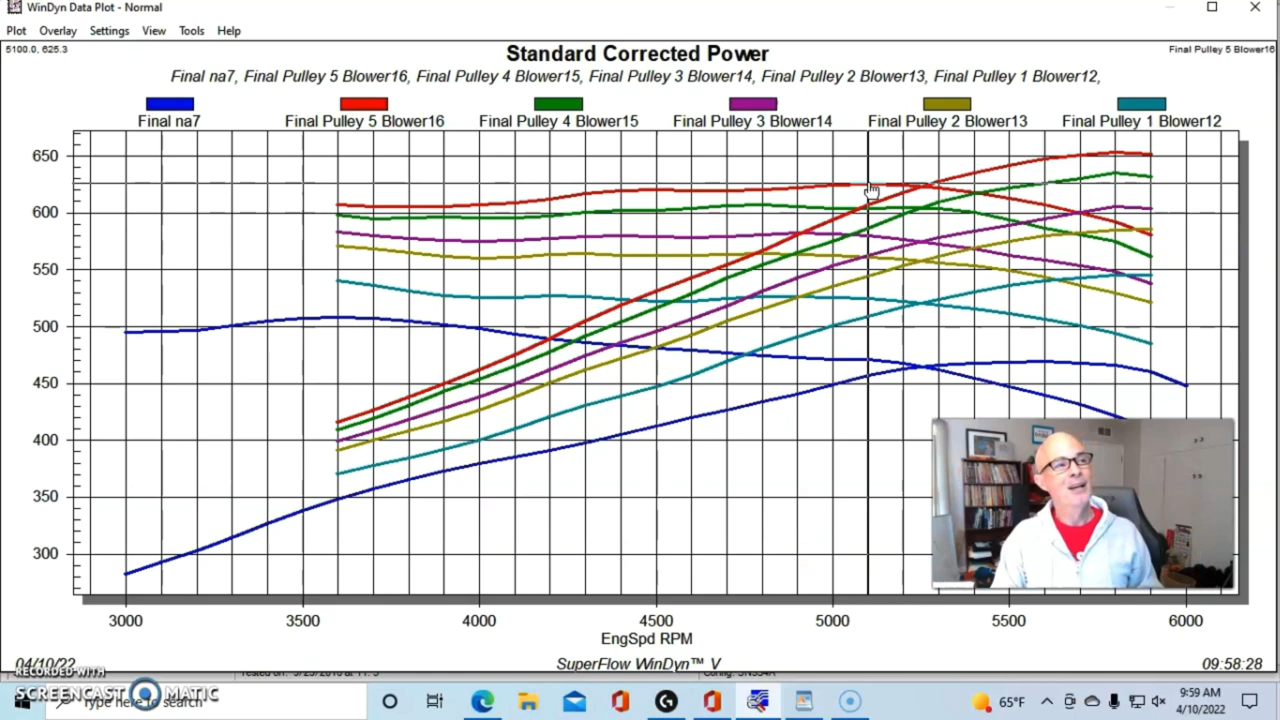 WinDyn Data Plot - Normal
Plot Overlay Settings View Tools Help
5100.0, 625.3
Standard Corrected Power
Final Pulley 5 Blower16
Final na7, Final Pulley 5 Blower16, Final Pulley 4 Blower15, Final Pulley 3 Blower14, Final Pulley 2 Blower13, Final Pulley 1 Blower12,
Final na7 Final Pulley 5 Blower16 Final Pulley 4 Blower15 Final Pulley 3 Blower14 Final Pulley 2 Blower13 Final Pulley 1 Blower12
650
600
550
500
450
400
350
300
3000 3500 4000 4500 5000 5500 6000
EngSpd RPM
04/10/22 SuperFlow WinDyn™ V 09:58:28
RECORDED WITH
SCREENCAST MATIC
Type here to search
65°F
9:59 AM
4/10/2022